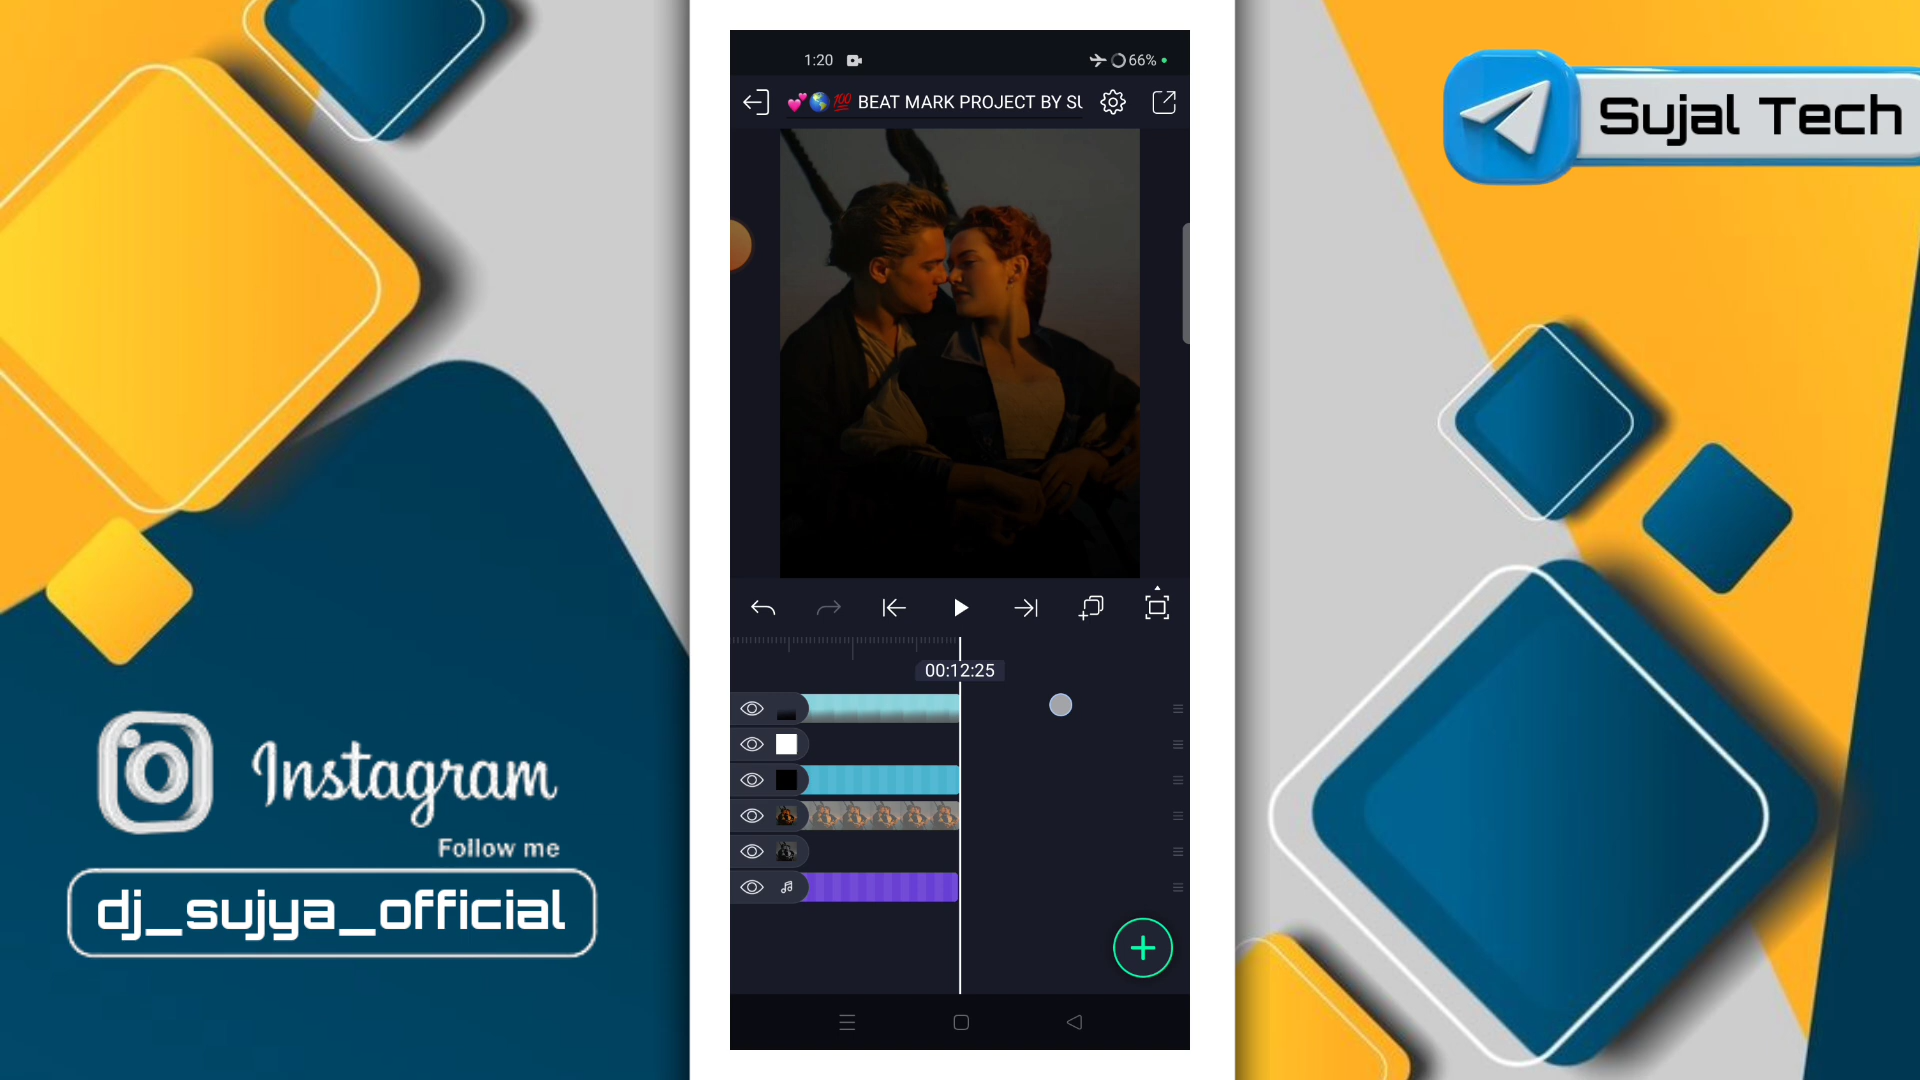 1:20
66%
💕🌎💯 BEAT MARK PROJECT BY SU
Sujal Tech
00:12:25
Instagram
Follow me
dj_sujya_official